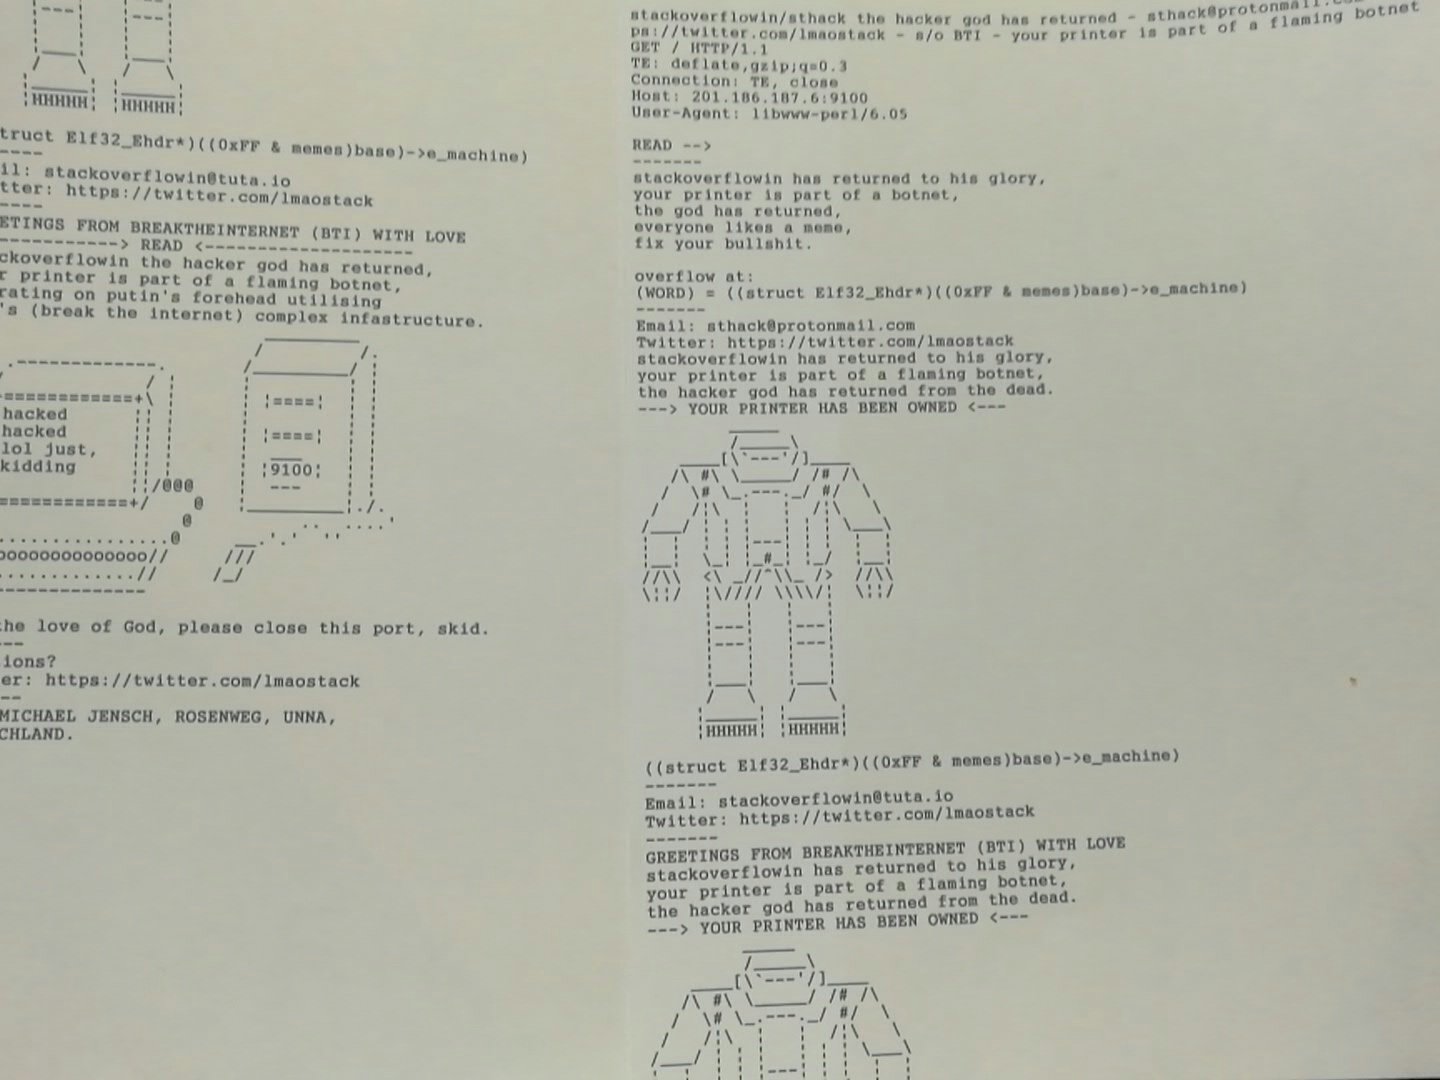 HHHHH HHHHH
truct Elf32_Ehdr*)((0xFF & memes)base)->e_machine)
----
il: stackoverflowin@tuta.io
tter: https://twitter.com/lmaostack
----
ETINGS FROM BREAKTHEINTERNET (BTI) WITH LOVE
-----------> READ <--------------------
ckoverflowin the hacker god has returned,
r printer is part of a flaming botnet,
rating on putin's forehead utilising
's (break the internet) complex infastructure.
hacked
hacked
lol just,
kidding
9100
he love of God, please close this port, skid.
---
ions?
er: https://twitter.com/lmaostack
--
MICHAEL JENSCH, ROSENWEG, UNNA,
CHLAND.
stackoverflowin/sthack the hacker god has returned - sthack@protonmail.co
ps://twitter.com/lmaostack - s/o BTI - your printer is part of a flaming botnet
GET / HTTP/1.1
TE: deflate,gzip;q=0.3
Connection: TE, close
Host: 201.186.187.6:9100
User-Agent: libwww-perl/6.05
READ -->
-------
stackoverflowin has returned to his glory,
your printer is part of a botnet,
the god has returned,
everyone likes a meme,
fix your bullshit.
overflow at:
(WORD) = ((struct Elf32_Ehdr*)((0xFF & memes)base)->e_machine)
-------
Email: sthack@protonmail.com
Twitter: https://twitter.com/lmaostack
stackoverflowin has returned to his glory,
your printer is part of a flaming botnet,
the hacker god has returned from the dead.
---> YOUR PRINTER HAS BEEN OWNED <---
HHHHH HHHHH
((struct Elf32_Ehdr*)((0xFF & memes)base)->e_machine)
-------
Email: stackoverflowin@tuta.io
Twitter: https://twitter.com/lmaostack
-------
GREETINGS FROM BREAKTHEINTERNET (BTI) WITH LOVE
stackoverflowin has returned to his glory,
your printer is part of a flaming botnet,
the hacker god has returned from the dead.
---> YOUR PRINTER HAS BEEN OWNED <---